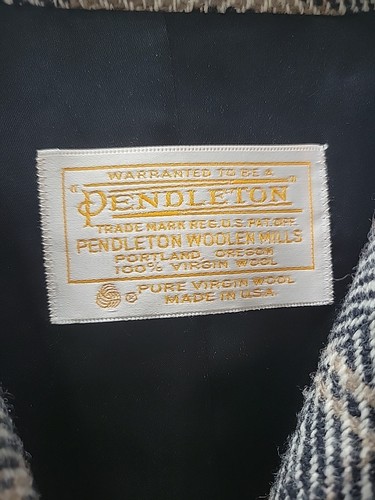 WARRANTED TO BE A
"PENDLETON"
TRADE MARK REG. U.S. PAT. OFF.
PENDLETON WOOLEN MILLS
PORTLAND, OREGON
100% VIRGIN WOOL
® PURE VIRGIN WOOL
MADE IN U.S.A.